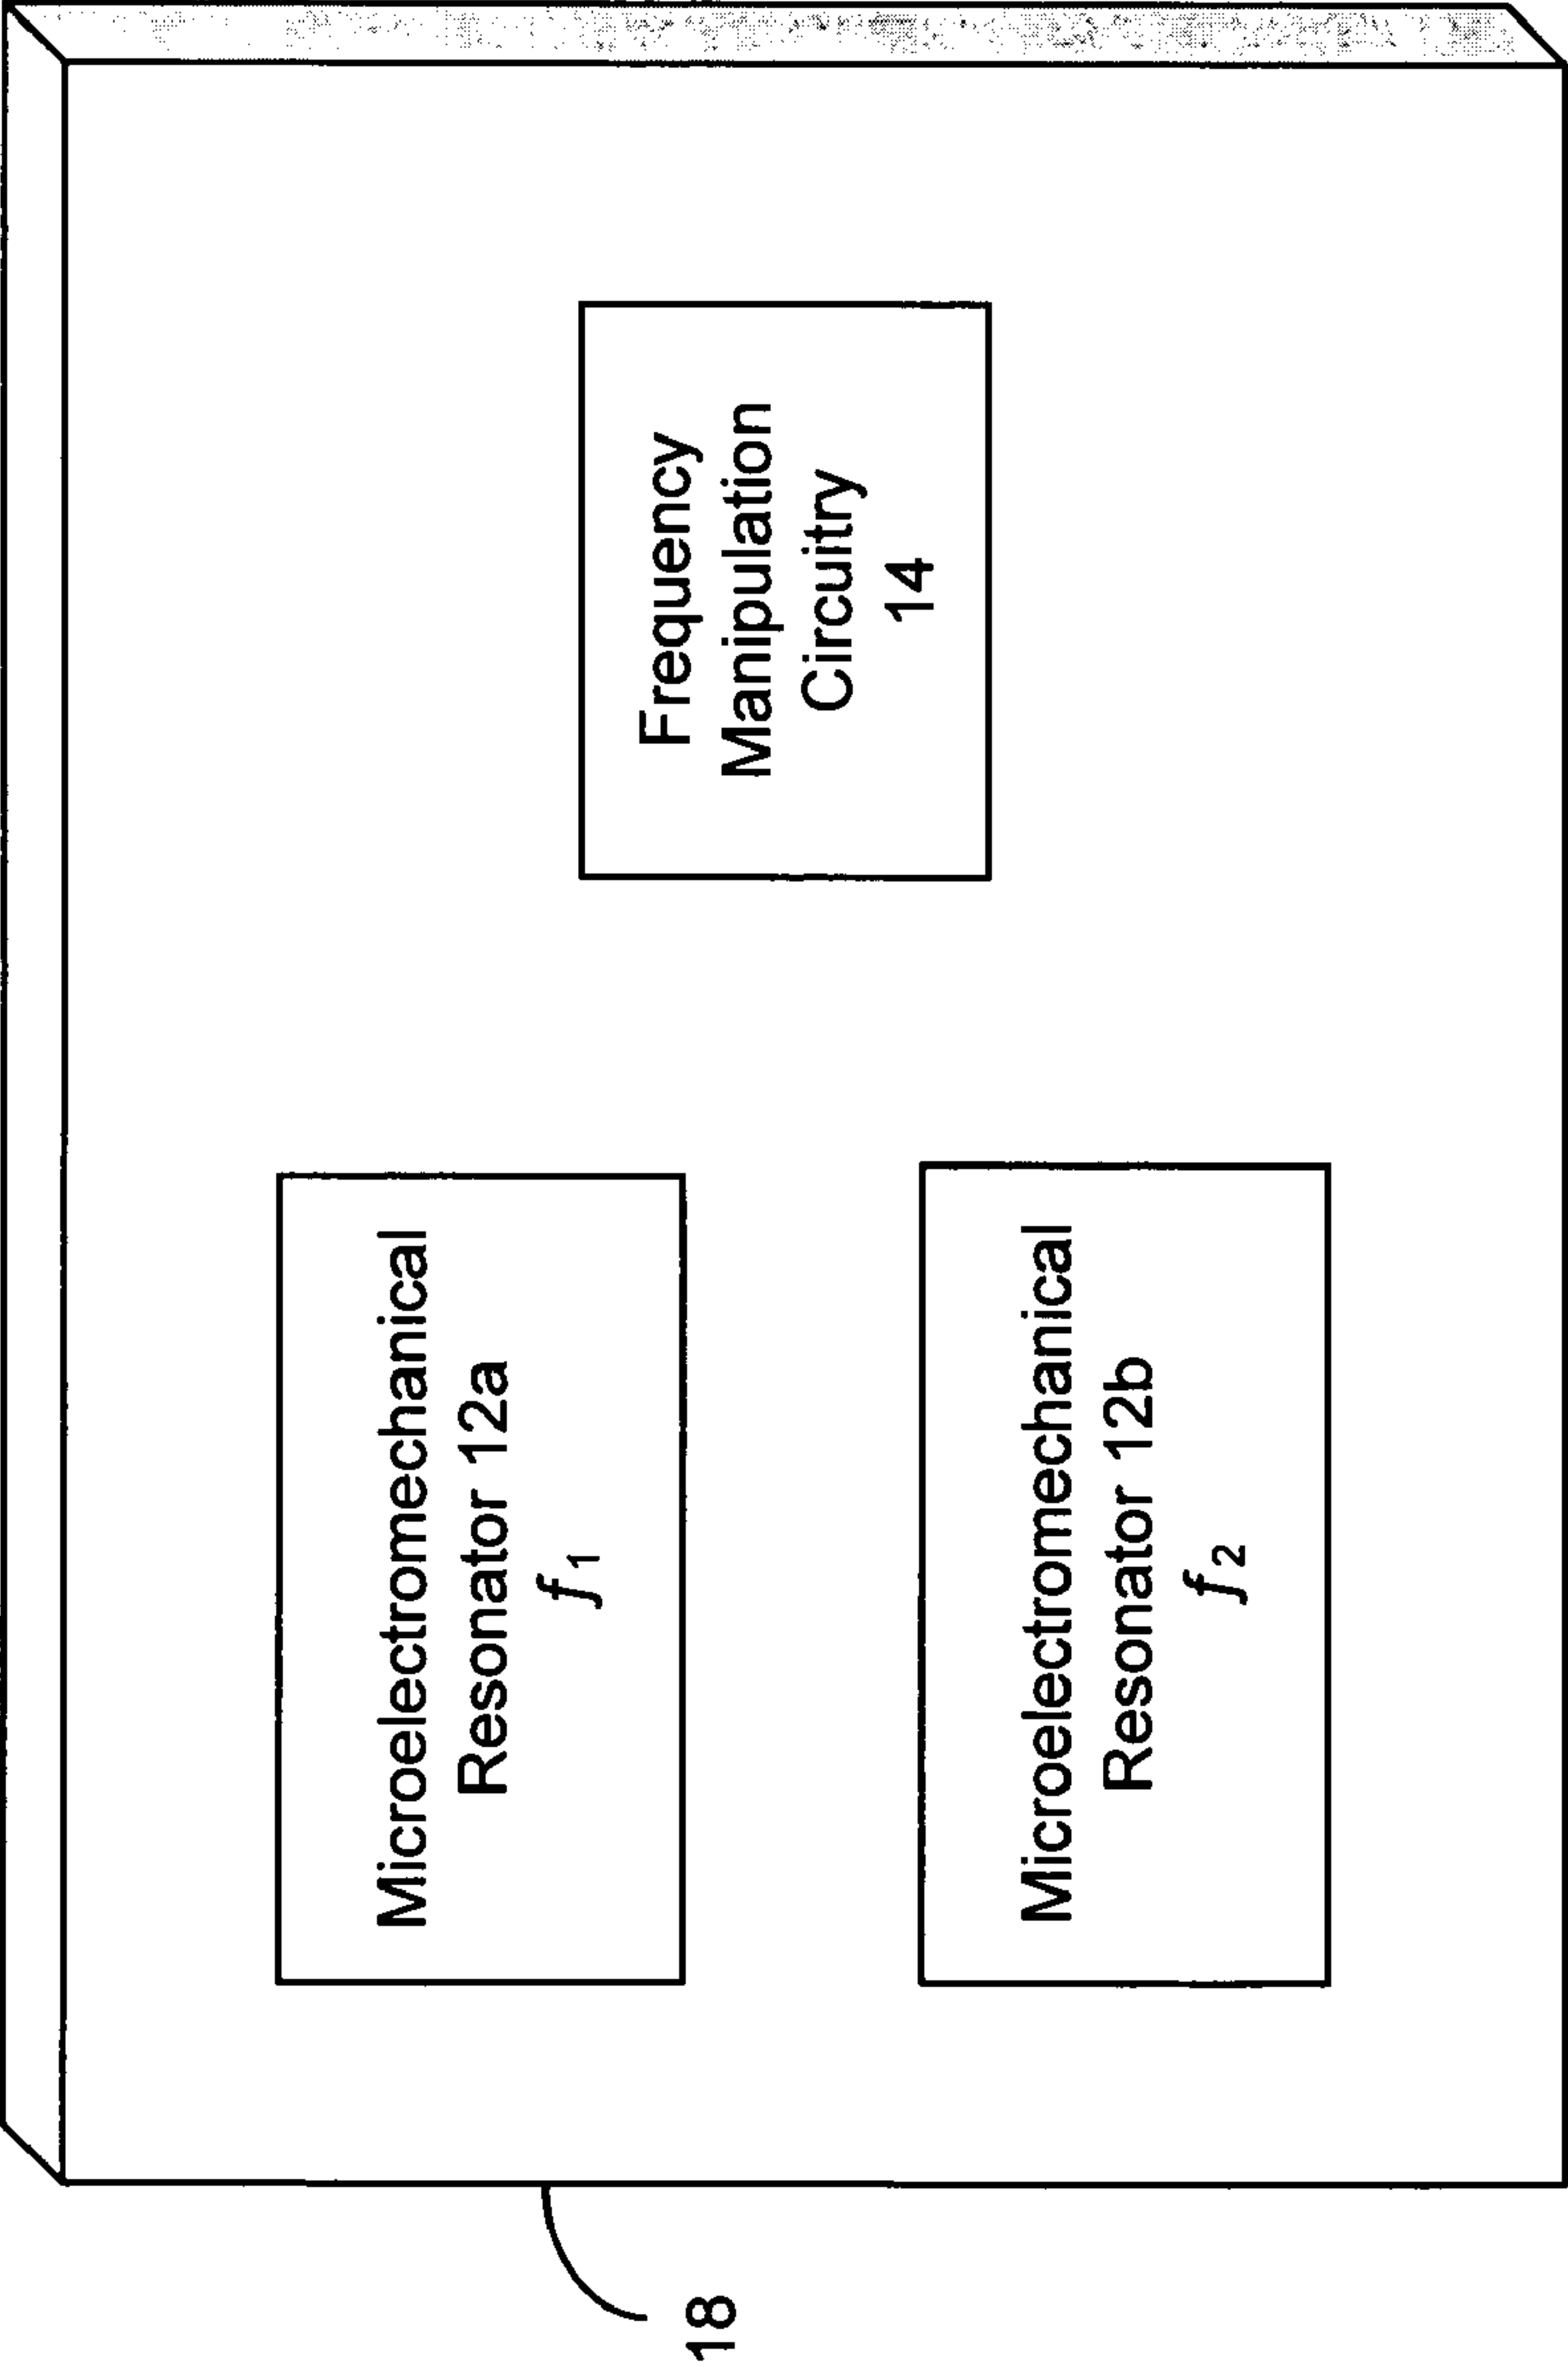 Microelectromechanical
Resonator 12a
f1
Microelectromechanical
Resonator 12b
f2
Frequency
Manipulation
Circuitry
14
18